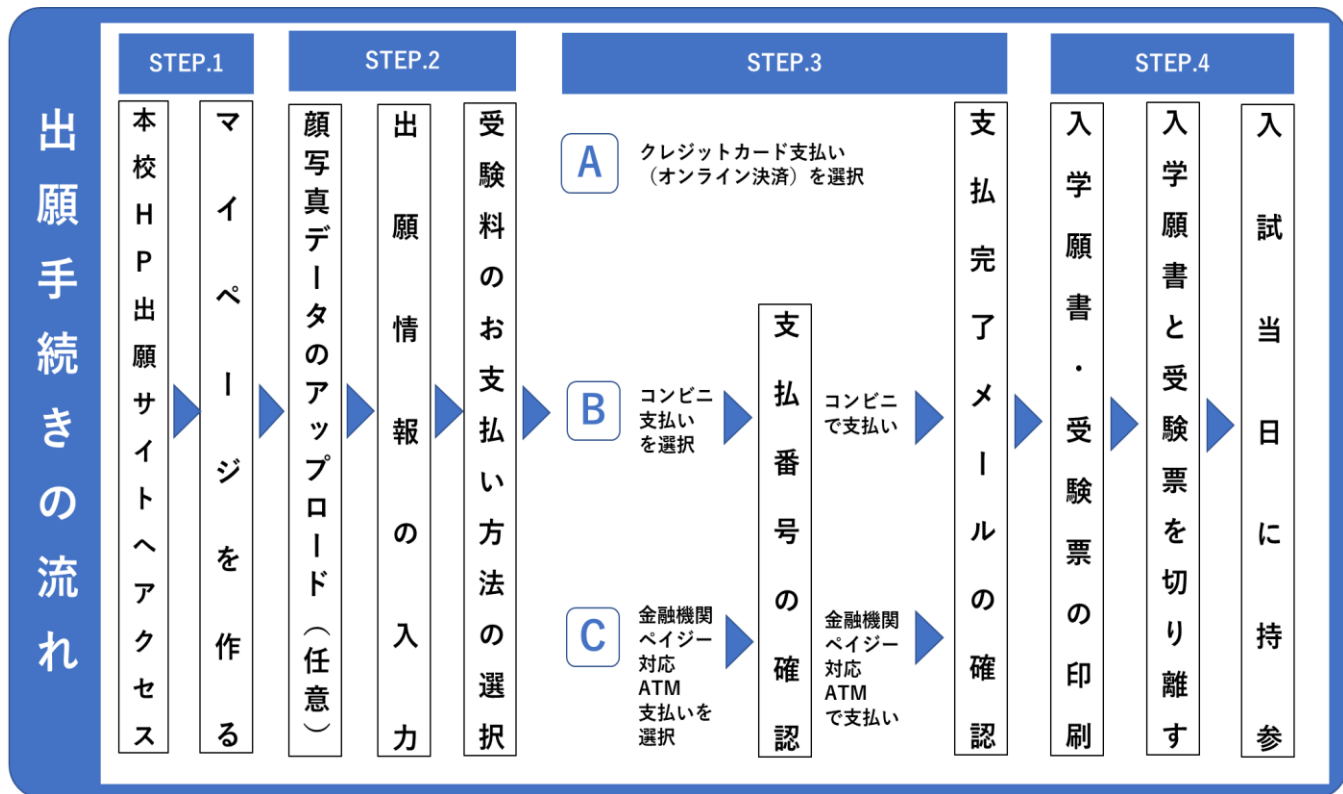 出願手続きの流れ
STEP.1
本校HP出願サイトへアクセス
マイページを作る
STEP.2
顔写真データのアップロード（任意）
出願情報の入力
受験料のお支払い方法の選択
STEP.3
A
クレジットカード支払い
（オンライン決済）を選択
B
コンビニ
支払い
を選択
C
金融機関
ペイジー
対応
ATM
支払いを
選択
支払番号の確認
コンビニ
で支払い
金融機関
ペイジー
対応
ATM
で支払い
支払完了メールの確認
STEP.4
入学願書・受験票の印刷
入学願書と受験票を切り離す
入試当日に持参